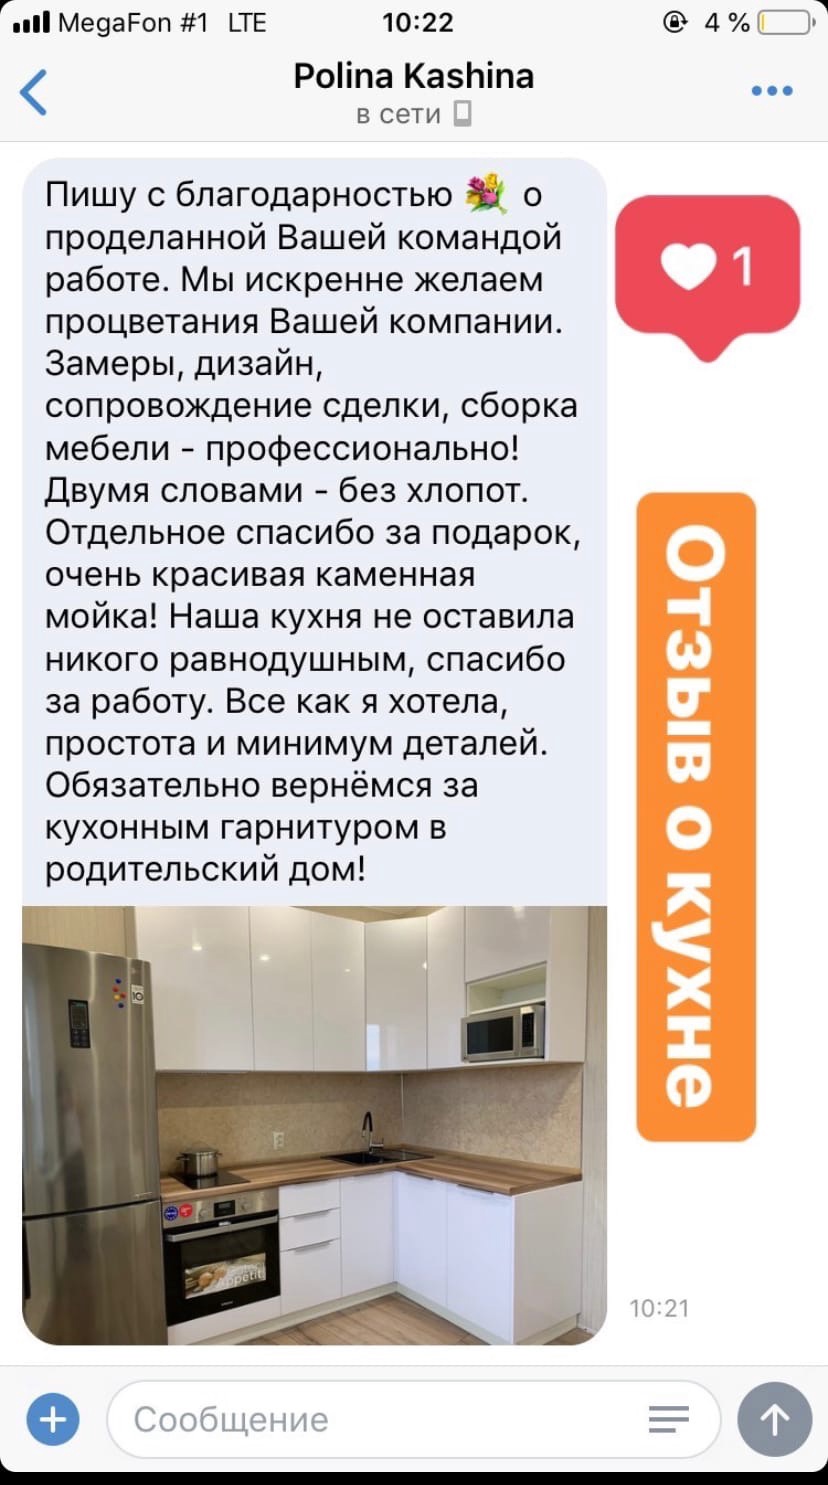 MegaFon #1 LTE 10:22 4 %
Polina Kashina
в сети
Пишу с благодарностью 💐 о
проделанной Вашей командой
работе. Мы искренне желаем
процветания Вашей компании.
Замеры, дизайн,
сопровождение сделки, сборка
мебели - профессионально!
Двумя словами - без хлопот.
Отдельное спасибо за подарок,
очень красивая каменная
мойка! Наша кухня не оставила
никого равнодушным, спасибо
за работу. Все как я хотела,
простота и минимум деталей.
Обязательно вернёмся за
кухонным гарнитуром в
родительский дом!
1
Отзыв о кухне
10
Appetit
10:21
Сообщение